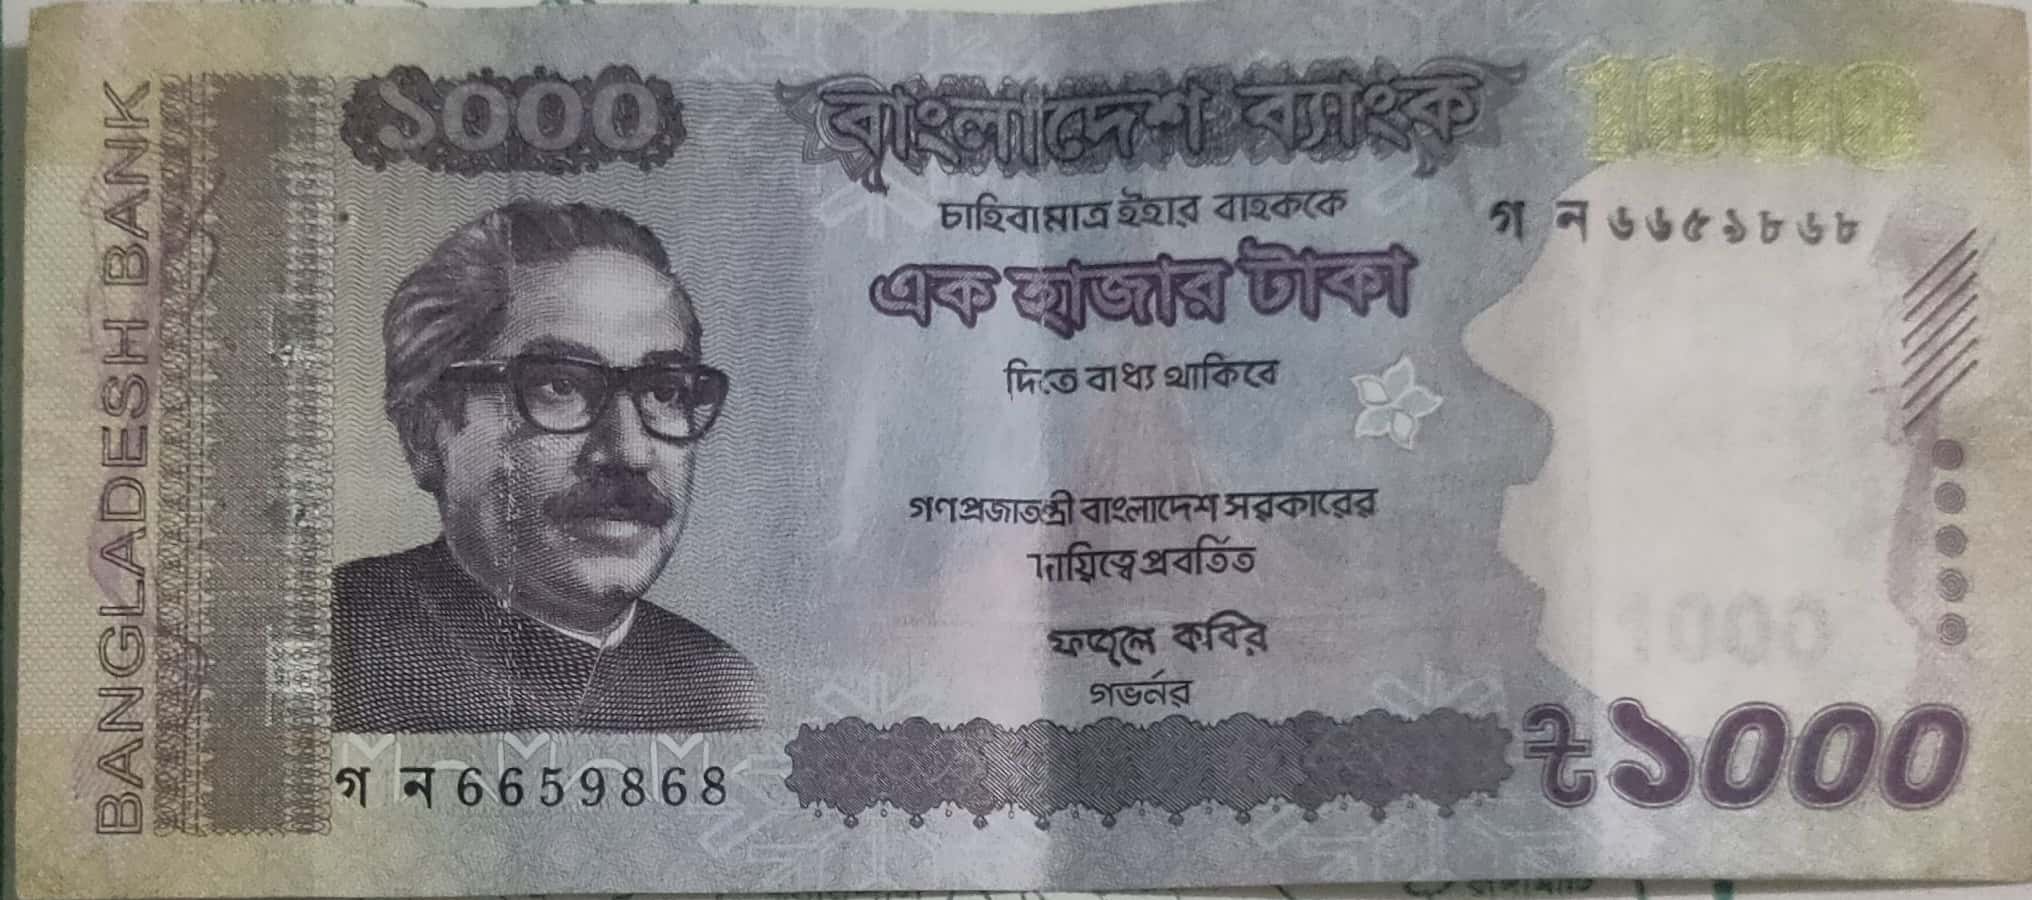 BANGLADESH BANK
১০০০
বাংলাদেশ ব্যাংক
1000
চাহিবামাত্র ইহার বাহককে
গ ন ৬৬৫৯৮৬৮
এক হাজার টাকা
দিতে বাধ্য থাকিবে
গণপ্রজাতন্ত্রী বাংলাদেশ সরকারের
দায়িত্বে প্রবর্তিত
ফজলে কবির
গভর্নর
1000
৳১০০০
গ ন 6659868